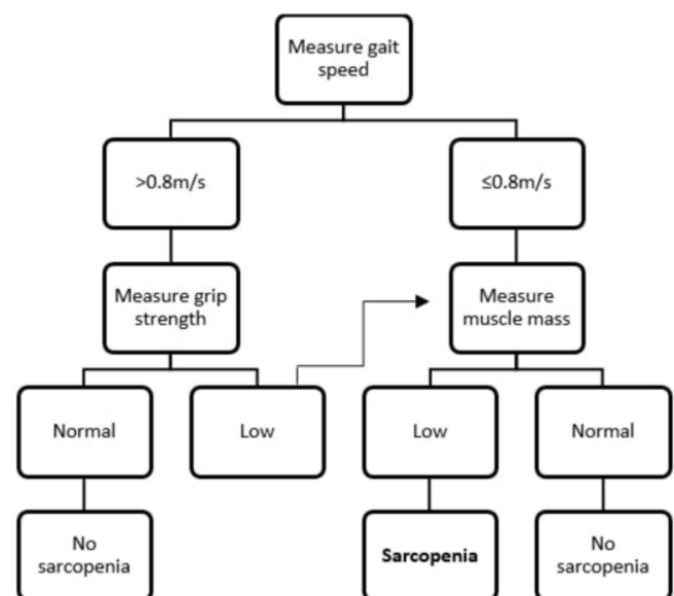 Measure gait
speed
>0.8m/s
≤0.8m/s
Measure grip
strength
Measure
muscle mass
Normal
Low
Low
Normal
No
sarcopenia
Sarcopenia
No
sarcopenia